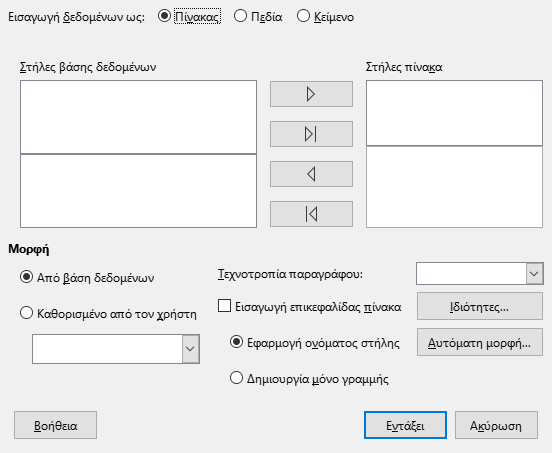 Εισαγωγή δεδομένων ως: Πίνακας Πεδία Κείμενο
Στήλες βάσης δεδομένων Στήλες πίνακα
Μορφή
Από βάση δεδομένων Τεχνοτροπία παραγράφου:
Καθορισμένο από τον χρήστη Εισαγωγή επικεφαλίδας πίνακα Ιδιότητες...
Εφαρμογή ονόματος στήλης Αυτόματη μορφή...
Δημιουργία μόνο γραμμής
Βοήθεια Εντάξει Ακύρωση